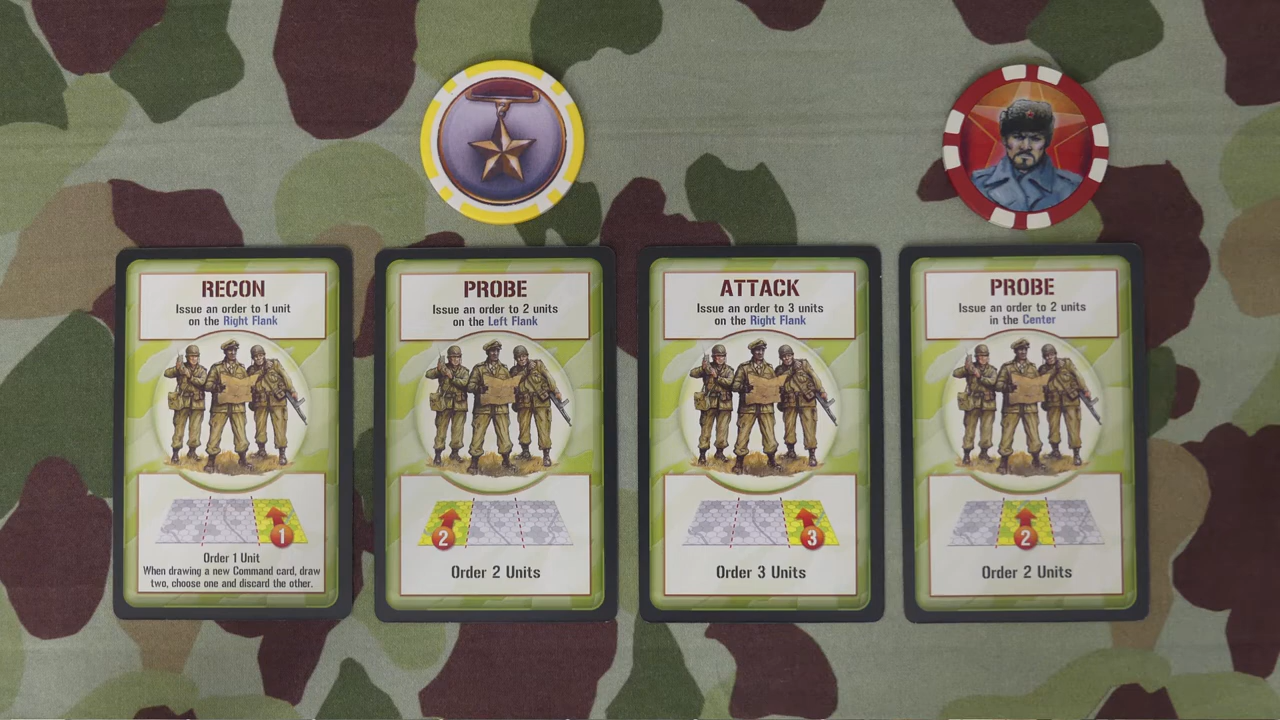 RECON
Issue an order to 1 unit
on the Right Flank
1
Order 1 Unit
When drawing a new Command card, draw
two, choose one and discard the other.
PROBE
Issue an order to 2 units
on the Left Flank
2
Order 2 Units
ATTACK
Issue an order to 3 units
on the Right Flank
3
Order 3 Units
PROBE
Issue an order to 2 units
in the Center
2
Order 2 Units